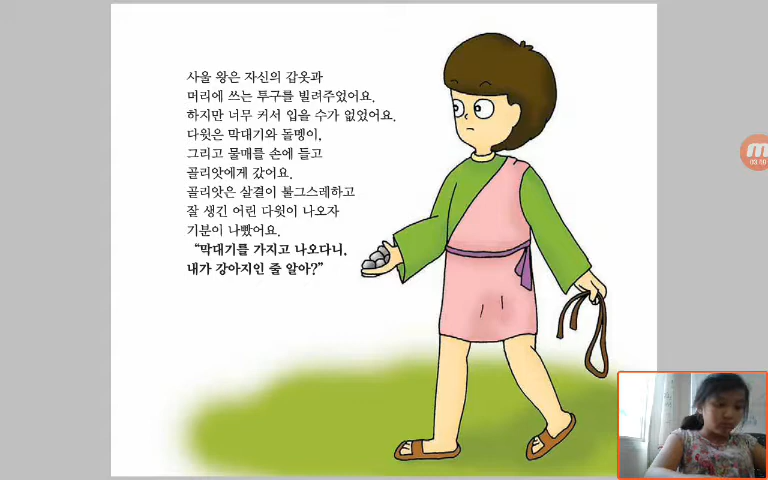 사울 왕은 자신의 갑옷과
머리에 쓰는 투구를 빌려주었어요.
하지만 너무 커서 입을 수가 없었어요.
다윗은 막대기와 돌멩이,
그리고 물매를 손에 들고
골리앗에게 갔어요.
골리앗은 살결이 불그스레하고
잘 생긴 어린 다윗이 나오자
기분이 나빴어요.
“막대기를 가지고 나오다니,
내가 강아지인 줄 알아?”